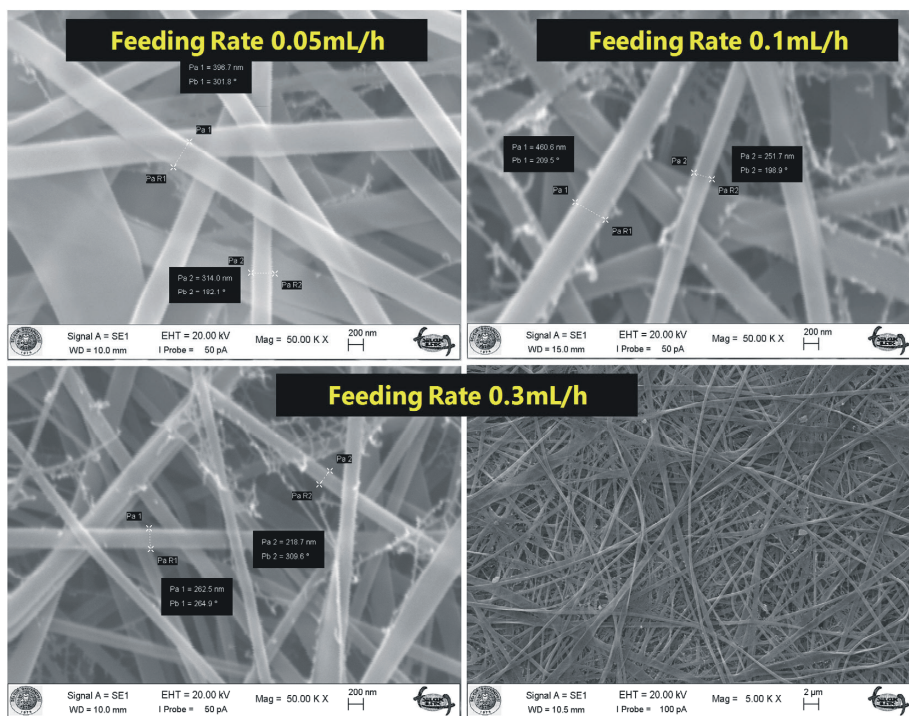 Feeding Rate 0.05mL/h
Pa 1 = 396.7 nm
Pb 1 = 301.8 °
Pa 1
Pa R1
Pa 2
Pa 2 = 314.0 nm
Pb 2 = 182.1 °
Pa R2
Signal A = SE1
EHT = 20.00 kV
Mag = 50.00 K X
200 nm
WD = 10.0 mm
I Probe = 50 pA
Feeding Rate 0.1mL/h
Pa 1 = 460.6 nm
Pb 1 = 209.5 °
Pa 2
Pa 2 = 251.7 nm
Pb 2 = 198.9 °
Pa 1
Pa R2
Pa R1
Signal A = SE1
EHT = 20.00 kV
Mag = 50.00 K X
200 nm
WD = 15.0 mm
I Probe = 50 pA
Feeding Rate 0.3mL/h
Pa 2
Pa R2
Pa 1
Pa R1
Pa 2 = 218.7 nm
Pb 2 = 309.6 °
Pa 1 = 262.5 nm
Pb 1 = 264.9 °
Signal A = SE1
EHT = 20.00 kV
Mag = 50.00 K X
200 nm
WD = 10.0 mm
I Probe = 50 pA
Signal A = SE1
EHT = 20.00 kV
Mag = 5.00 K X
2 µm
WD = 10.5 mm
I Probe = 100 pA